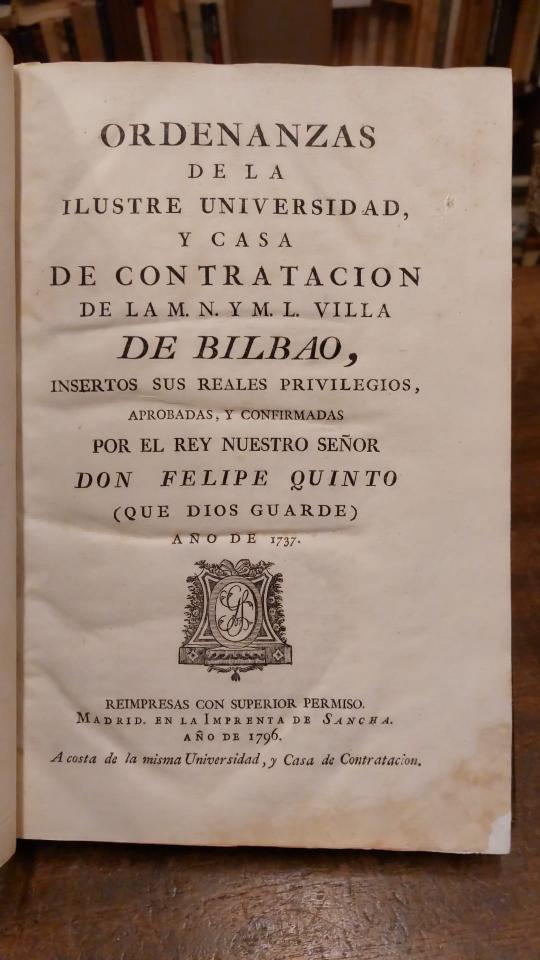 ORDENANZAS
DE LA
ILUSTRE UNIVERSIDAD,
Y CASA
DE CONTRATACION
DE LA M. N. Y M. L. VILLA
DE BILBAO,
INSERTOS SUS REALES PRIVILEGIOS,
APROBADAS, Y CONFIRMADAS
POR EL REY NUESTRO SEÑOR
DON FELIPE QUINTO
(QUE DIOS GUARDE)
AÑO DE 1737.
REIMPRESAS CON SUPERIOR PERMISO.
MADRID. EN LA IMPRENTA DE SANCHA.
AÑO DE 1796.
A costa de la misma Universidad, y Casa de Contratacion.